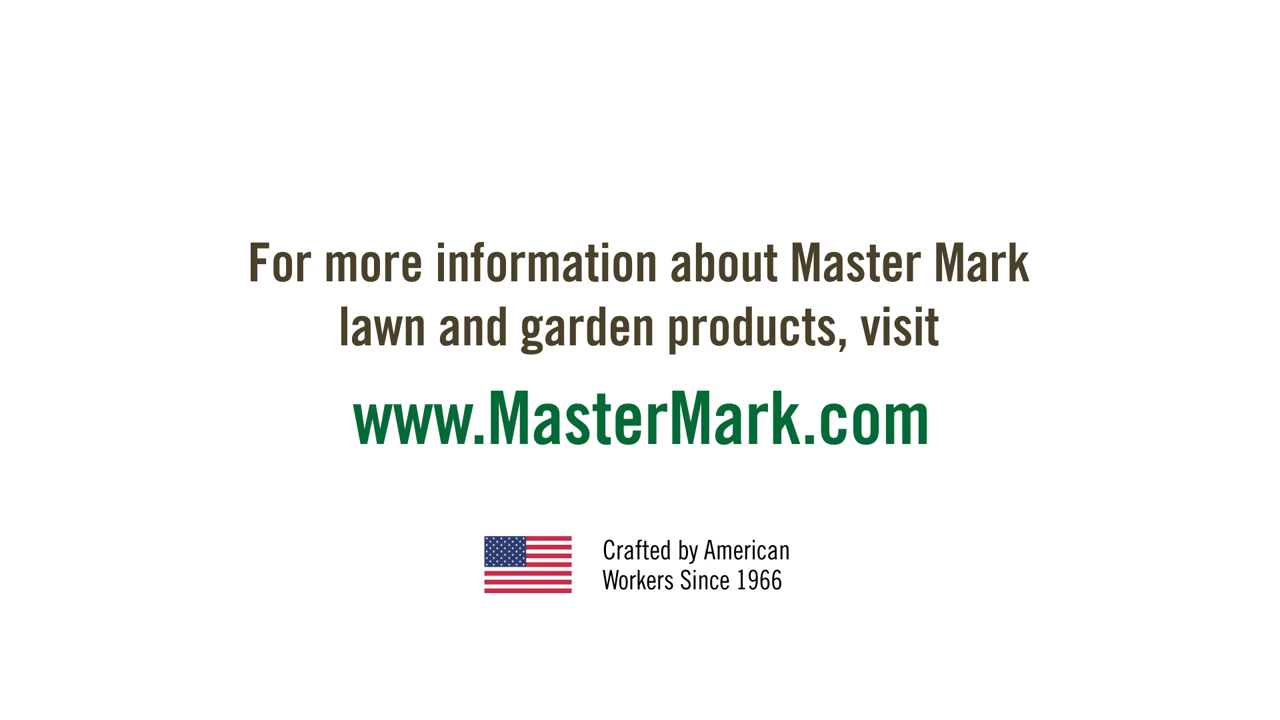 For more information about Master Mark
lawn and garden products, visit
www.MasterMark.com
Crafted by American
Workers Since 1966